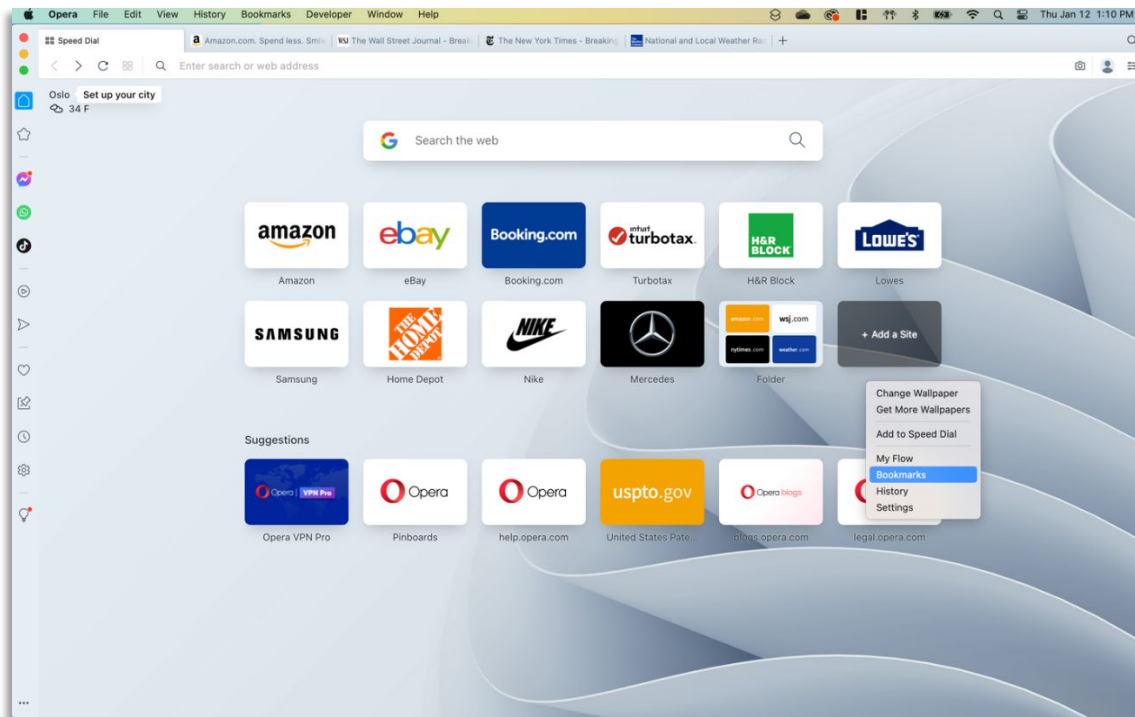 Opera File Edit View History Bookmarks Developer Window Help
Thu Jan 12 1:10 PM
Speed Dial
a Amazon.com. Spend less. Smile
WSJ The Wall Street Journal - Break
The New York Times - Breaking
National and Local Weather Ra
Enter search or web address
Oslo
Set up your city
34 F
Search the web
amazon
ebay
Booking.com
intuit
turbotax.
H&R
BLOCK
LOWE'S
Amazon
eBay
Booking.com
Turbotax
H&R Block
Lowes
SAMSUNG
THE
HOME
DEPOT
NIKE
amazon.com
wsj.com
nytimes.com
weather.com
+ Add a Site
Samsung
Home Depot
Nike
Mercedes
Folder
Change Wallpaper
Get More Wallpapers
Add to Speed Dial
My Flow
Bookmarks
History
Settings
Suggestions
Opera VPN Pro
Opera
Opera
uspto.gov
Opera blogs
Opera VPN Pro
Pinboards
help.opera.com
United States Pate...
blogs.opera.com
legal.opera.com